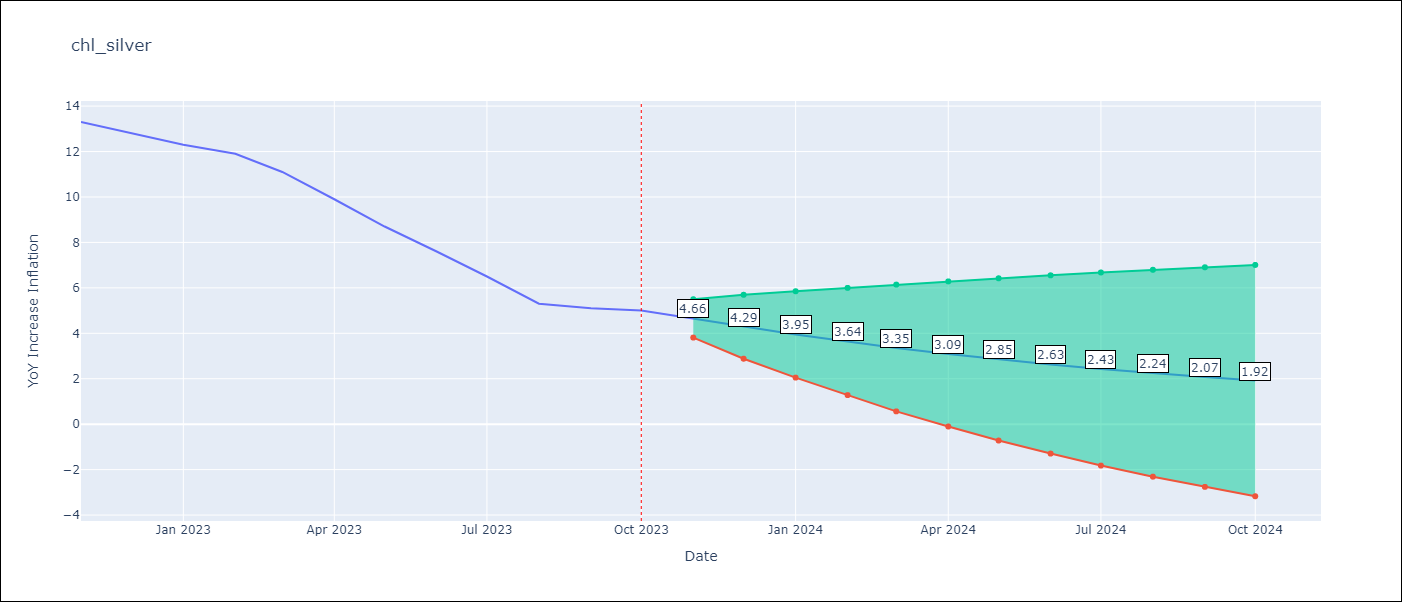 chl_silver
14
12
10
8
6
4
2
0
−2
−4
YoY Increase Inflation
4.66
4.29
3.95
3.64
3.35
3.09
2.85
2.63
2.43
2.24
2.07
1.92
Jan 2023
Apr 2023
Jul 2023
Oct 2023
Jan 2024
Apr 2024
Jul 2024
Oct 2024
Date